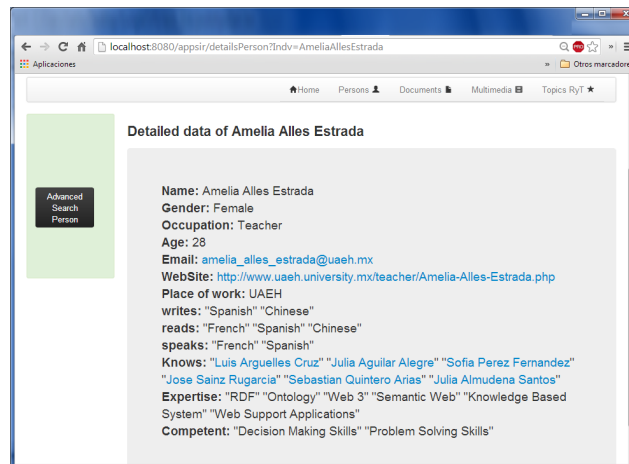 localhost:8080/appsir/detailsPerson?Indv=AmeliaAllesEstrada
PRO
Aplicaciones
» Otros marcadores
Home Persons Documents Multimedia Topics RyT
Detailed data of Amelia Alles Estrada
Advanced
Search
Person
Name: Amelia Alles Estrada
Gender: Female
Occupation: Teacher
Age: 28
Email: amelia_alles_estrada@uaeh.mx
WebSite: http://www.uaeh.university.mx/teacher/Amelia-Alles-Estrada.php
Place of work: UAEH
writes: "Spanish" "Chinese"
reads: "French" "Spanish" "Chinese"
speaks: "French" "Spanish"
Knows: "Luis Arguelles Cruz" "Julia Aguilar Alegre" "Sofia Perez Fernandez"
"Jose Sainz Rugarcia" "Sebastian Quintero Arias" "Julia Almudena Santos"
Expertise: "RDF" "Ontology" "Web 3" "Semantic Web" "Knowledge Based
System" "Web Support Applications"
Competent: "Decision Making Skills" "Problem Solving Skills"